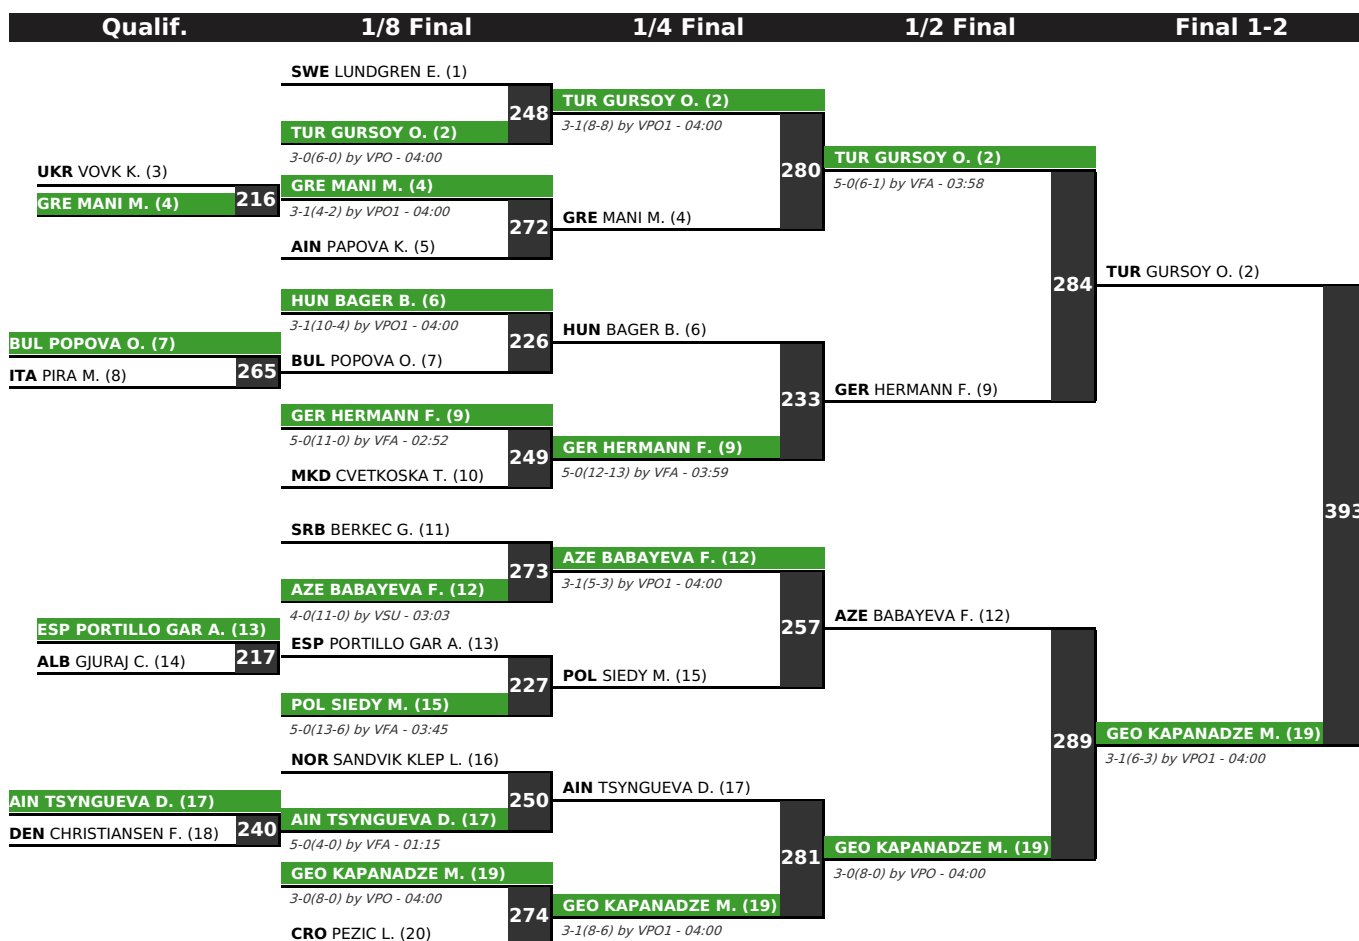 Qualif. 1/8 Final 1/4 Final 1/2 Final Final 1-2
SWE LUNDGREN E. (1)
248
TUR GURSOY O. (2)
3-0(6-0) by VPO - 04:00
UKR VOVK K. (3)
GRE MANI M. (4)
216
GRE MANI M. (4)
3-1(4-2) by VPO1 - 04:00
272
AIN PAPOVA K. (5)
TUR GURSOY O. (2)
3-1(8-8) by VPO1 - 04:00
280
GRE MANI M. (4)
TUR GURSOY O. (2)
5-0(6-1) by VFA - 03:58
HUN BAGER B. (6)
3-1(10-4) by VPO1 - 04:00
226
BUL POPOVA O. (7)
BUL POPOVA O. (7)
265
ITA PIRA M. (8)
HUN BAGER B. (6)
233
GER HERMANN F. (9)
5-0(11-0) by VFA - 02:52
249
MKD CVETKOSKA T. (10)
GER HERMANN F. (9)
5-0(12-13) by VFA - 03:59
284
GER HERMANN F. (9)
TUR GURSOY O. (2)
393
SRB BERKEC G. (11)
273
AZE BABAYEVA F. (12)
4-0(11-0) by VSU - 03:03
AZE BABAYEVA F. (12)
3-1(5-3) by VPO1 - 04:00
257
ESP PORTILLO GAR A. (13)
217
ALB GJURAJ C. (14)
ESP PORTILLO GAR A. (13)
227
POL SIEDY M. (15)
5-0(13-6) by VFA - 03:45
POL SIEDY M. (15)
AZE BABAYEVA F. (12)
289
NOR SANDVIK KLEP L. (16)
250
AIN TSYNGUEVA D. (17)
240
DEN CHRISTIANSEN F. (18)
AIN TSYNGUEVA D. (17)
5-0(4-0) by VFA - 01:15
AIN TSYNGUEVA D. (17)
281
GEO KAPANADZE M. (19)
3-0(8-0) by VPO - 04:00
274
CRO PEZIC L. (20)
GEO KAPANADZE M. (19)
3-1(8-6) by VPO1 - 04:00
GEO KAPANADZE M. (19)
3-0(8-0) by VPO - 04:00
GEO KAPANADZE M. (19)
3-1(6-3) by VPO1 - 04:00